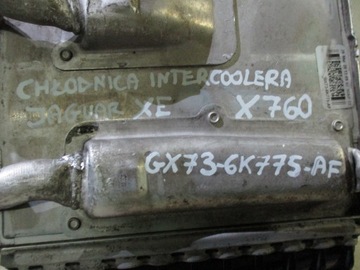 CHŁODNICA INTERCOOLERA
JAGUAR XE X760
GX73-6K775-AF